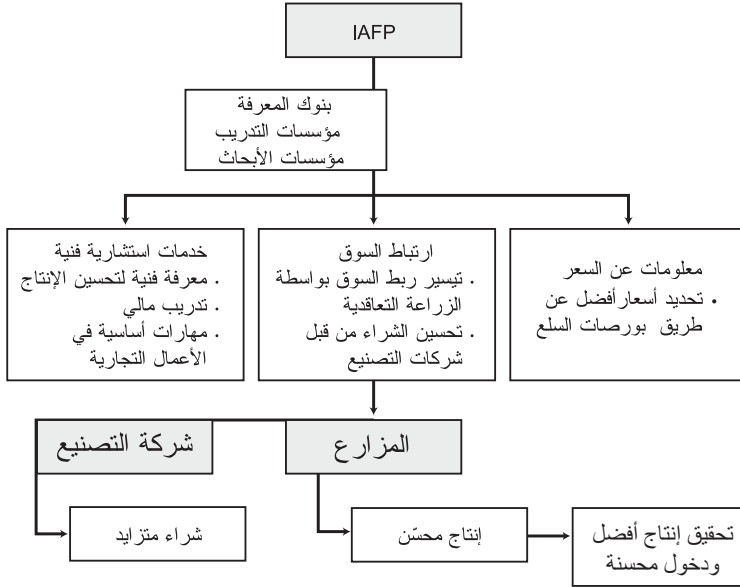 IAFP
بنوك المعرفة
مؤسسات التدريب
مؤسسات الأبحاث
معلومات عن السعر
• تحديد أسعارأفضل عن
طريق بورصات السلع
ارتباط السوق
. تيسير ربط السوق بواسطة
الزراعة التعاقدية
. تحسين الشراء من قبل
شركات التصنيع
خدمات استشارية فنية
. معرفة فنية لتحسين الإنتاج
. تدريب مالي
. مهارات أساسية في
الأعمال التجارية
المزارع
شركة التصنيع
تحقيق إنتاج أفضل
ودخول محسنة
إنتاج محسّن
شراء متزايد